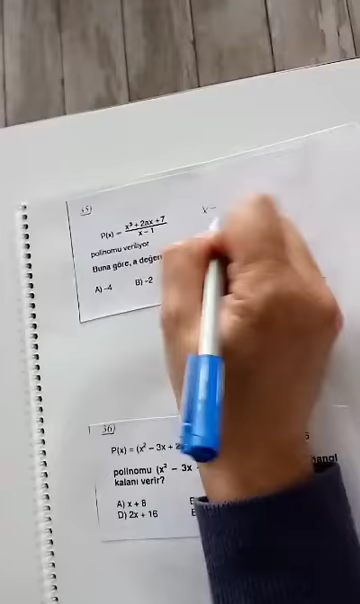 35)
x-
P(x) = x³ + 2ax + 7 / x - 1
polinomu veriliyor
Buna göre, a değeri
A) -4 B) -2
36)
P(x) = (x² - 3x + 2
polinomu (x² - 3x
kalanı verir?
A) x + 8
D) 2x + 16